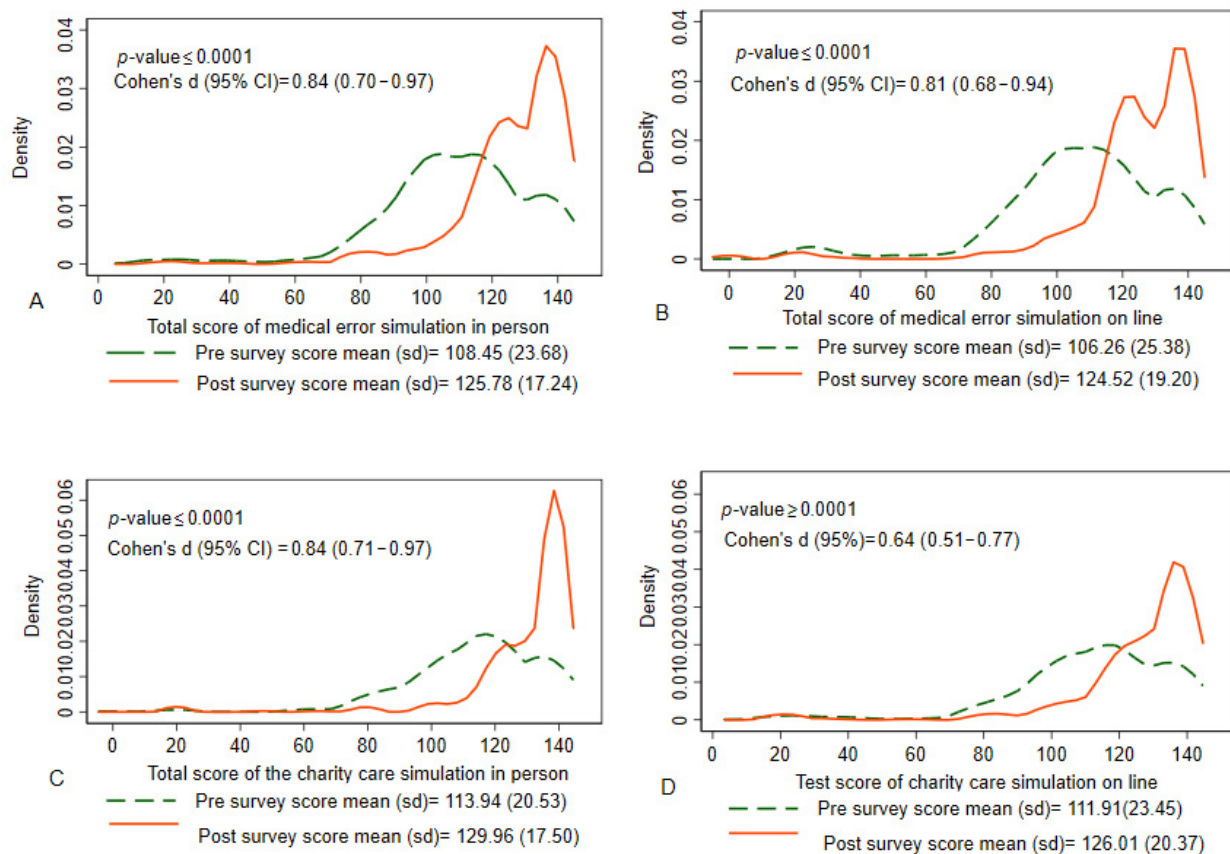 p-value ≤ 0.0001
Cohen's d (95% CI)= 0.84 (0.70−0.97)
Density
0.04
0.03
0.02
0.01
0
0 20 40 60 80 100 120 140
A
Total score of medical error simulation in person
Pre survey score mean (sd)= 108.45 (23.68)
Post survey score mean (sd)= 125.78 (17.24)
p-value ≤ 0.0001
Cohen's d (95% CI)= 0.81 (0.68−0.94)
Density
0.04
0.03
0.02
0.01
0
0 20 40 60 80 100 120 140
B
Total score of medical error simulation on line
Pre survey score mean (sd)= 106.26 (25.38)
Post survey score mean (sd)= 124.52 (19.20)
p-value ≤ 0.0001
Cohen's d (95% CI) = 0.84 (0.71−0.97)
Density
0.06
0.05
0.04
0.03
0.02
0.01
0
0 20 40 60 80 100 120 140
C
Total score of the charity care simulation in person
Pre survey score mean (sd)= 113.94 (20.53)
Post survey score mean (sd)= 129.96 (17.50)
p-value ≥ 0.0001
Cohen's d (95%)= 0.64 (0.51−0.77)
Density
0.06
0.05
0.04
0.03
0.02
0.01
0
0 20 40 60 80 100 120 140
D
Test score of charity care simulation on line
Pre survey score mean (sd)= 111.91(23.45)
Post survey score mean (sd)= 126.01 (20.37)